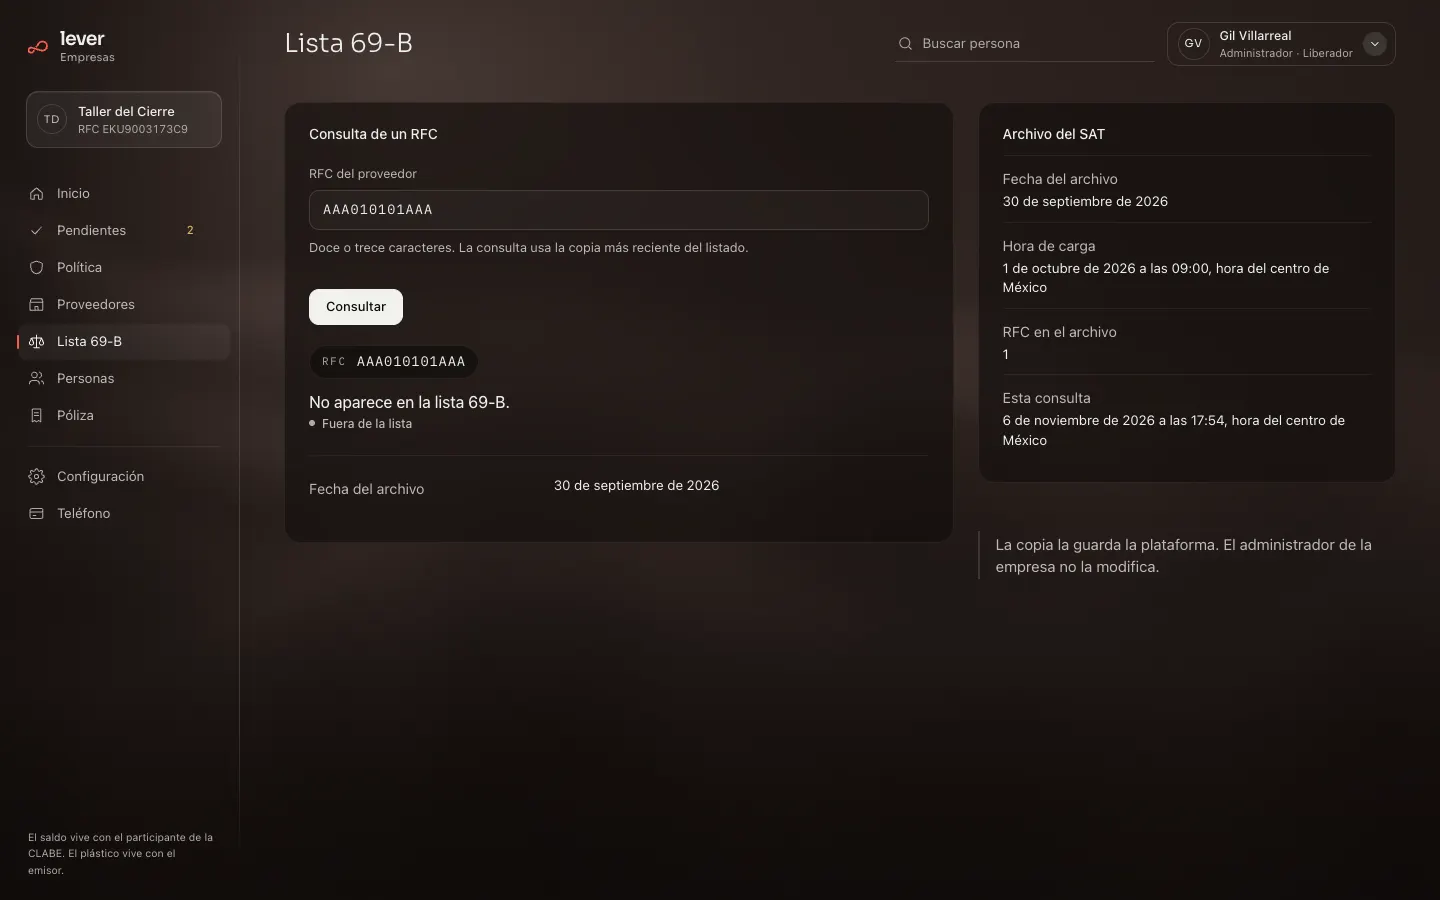 lever
Empresas
TD
Taller del Cierre
RFC EKU9003173C9
Inicio
Pendientes 2
Política
Proveedores
Lista 69-B
Personas
Póliza
Configuración
Teléfono
El saldo vive con el participante de la
CLABE. El plástico vive con el
emisor.
Lista 69-B
Buscar persona
GV
Gil Villarreal
Administrador · Liberador
Consulta de un RFC
RFC del proveedor
AAA010101AAA
Doce o trece caracteres. La consulta usa la copia más reciente del listado.
Consultar
RFC AAA010101AAA
No aparece en la lista 69-B.
Fuera de la lista
Fecha del archivo 30 de septiembre de 2026
Archivo del SAT
Fecha del archivo
30 de septiembre de 2026
Hora de carga
1 de octubre de 2026 a las 09:00, hora del centro de
México
RFC en el archivo
1
Esta consulta
6 de noviembre de 2026 a las 17:54, hora del centro de
México
La copia la guarda la plataforma. El administrador de la
empresa no la modifica.